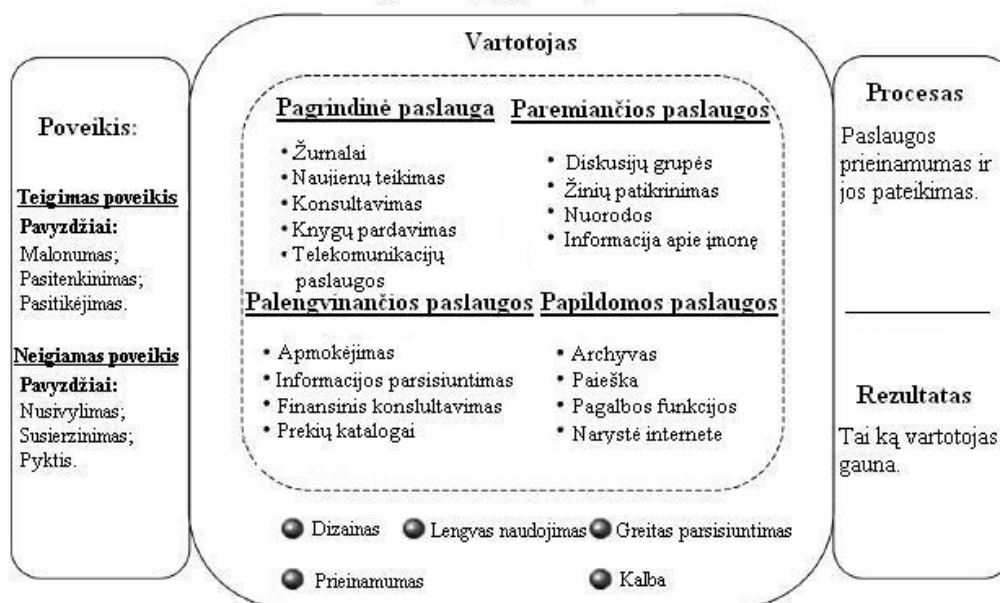 Vartotojas
Poveikis:
Teigimas poveikis
Pavyzdžiai:
Malonumas;
Pasitenkinimas;
Pasitikėjimas.
Neigiamas poveikis
Pavyzdžiai:
Nusivylimas;
Susierzinimas;
Pyktis.
Pagrindinė paslauga
• Žurnalai
• Naujienų teikimas
• Konsultavimas
• Knygų pardavimas
• Telekomunikacijų
paslaugos
Paremiančios paslaugos
• Diskusijų grupės
• Žinių patikrinimas
• Nuorodos
• Informacija apie įmonę
Palengvinančios paslaugos
• Apmokėjimas
• Informacijos parsisiuntimas
• Finansinis konslultavimas
• Prekių katalogai
Papildomos paslaugos
• Archyvas
• Paieška
• Pagalbos funkcijos
• Narystė internete
Dizainas Lengvas naudojimas Greitas parsisiuntimas
Prieinamumas Kalba
Procesas
Paslaugos
prieinamumas ir
jos pateikimas.
Rezultatas
Tai ką vartotojas
gauna.